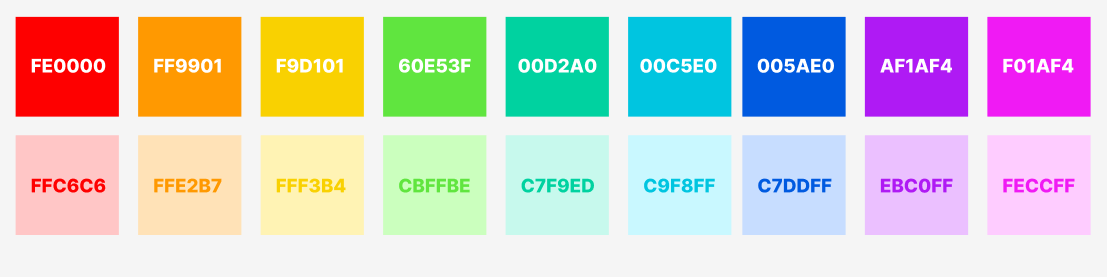 FE0000 FF9901 F9D101 60E53F 00D2A0 00C5E0 005AE0 AF1AF4 F01AF4
FFC6C6 FFE2B7 FFF3B4 CBFFBE C7F9ED C9F8FF C7DDFF EBC0FF FECCFF